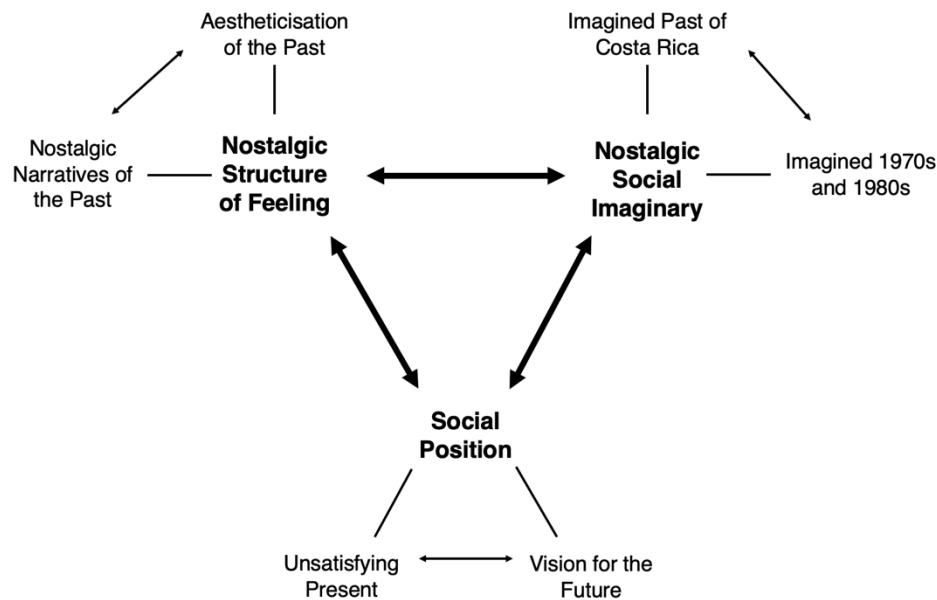 Aestheticisation
of the Past
Imagined Past of
Costa Rica
Nostalgic
Narratives of
the Past
Nostalgic
Structure
of Feeling
Nostalgic
Social
Imaginary
Imagined 1970s
and 1980s
Social
Position
Unsatisfying
Present
Vision for the
Future